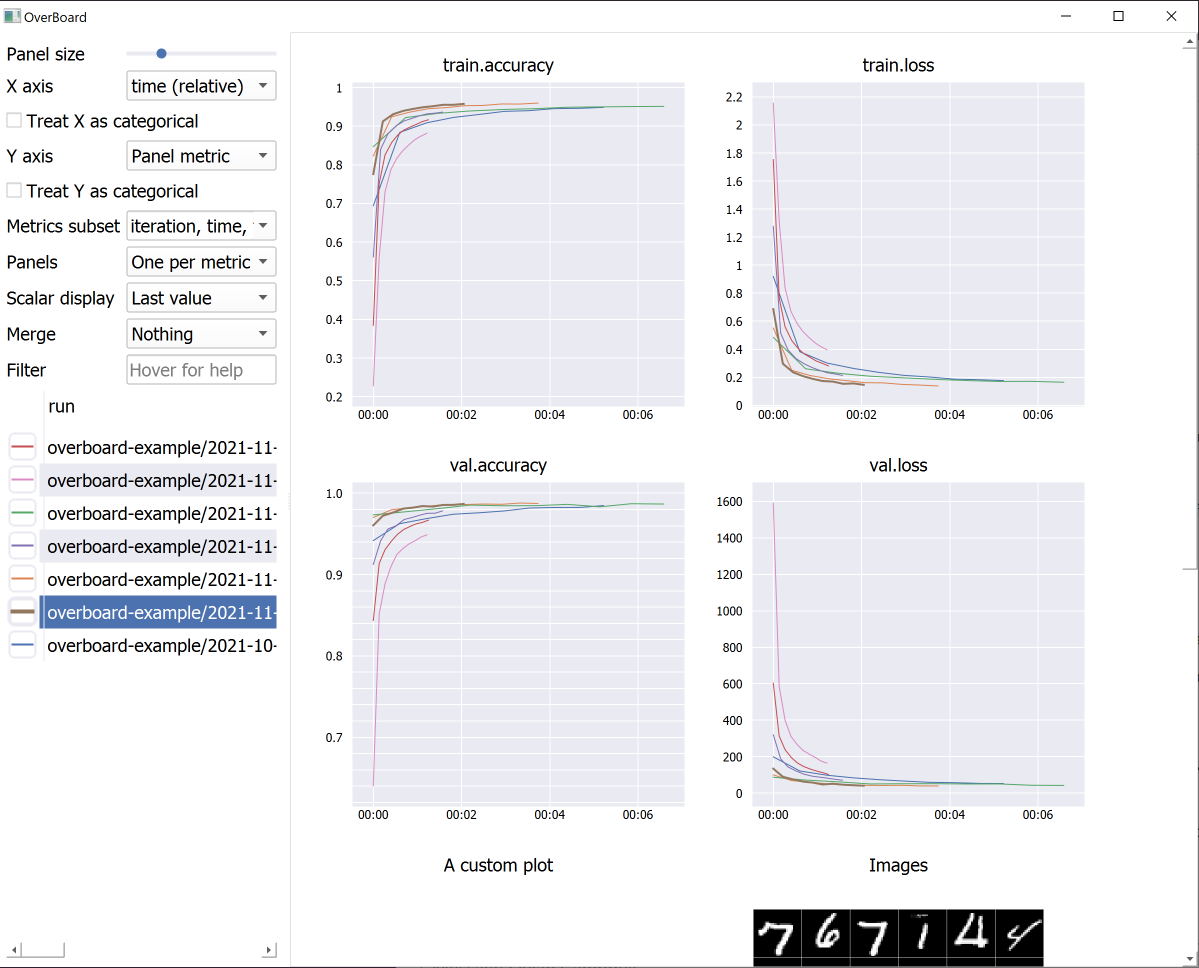 OverBoard
Panel size
X axis time (relative)
Treat X as categorical
Y axis Panel metric
Treat Y as categorical
Metrics subset iteration, time,
Panels One per metric
Scalar display Last value
Merge Nothing
Filter Hover for help
run
overboard-example/2021-11-
overboard-example/2021-11-
overboard-example/2021-11-
overboard-example/2021-11-
overboard-example/2021-11-
overboard-example/2021-11-
overboard-example/2021-10-
train.accuracy
1
0.9
0.8
0.7
0.6
0.5
0.4
0.3
0.2
00:00 00:02 00:04 00:06
train.loss
2.2
2
1.8
1.6
1.4
1.2
1
0.8
0.6
0.4
0.2
0
00:00 00:02 00:04 00:06
val.accuracy
1.0
0.9
0.8
0.7
00:00 00:02 00:04 00:06
val.loss
1600
1400
1200
1000
800
600
400
200
0
00:00 00:02 00:04 00:06
A custom plot
Images
7 6 7 1 4 4